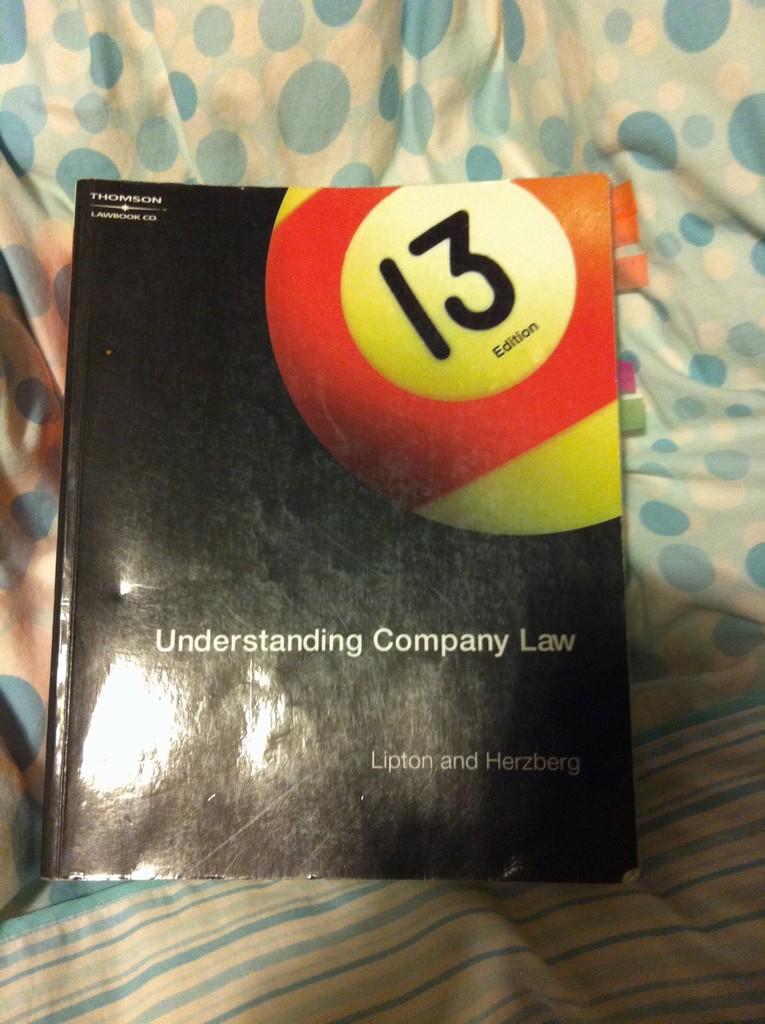 THOMSON
LAWBOOK CO.
13
Edition
Understanding Company Law
Lipton and Herzberg